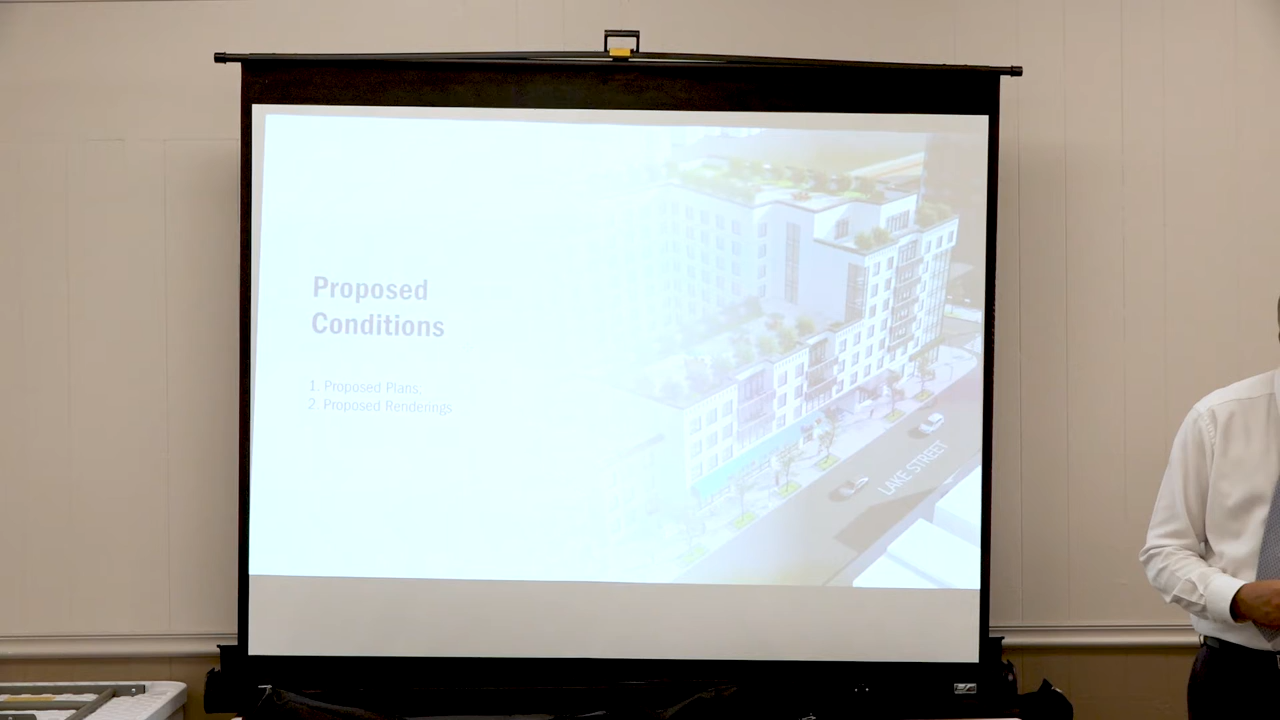 Proposed
Conditions
1. Proposed Plans,
2. Proposed Renderings
LAKE STREET